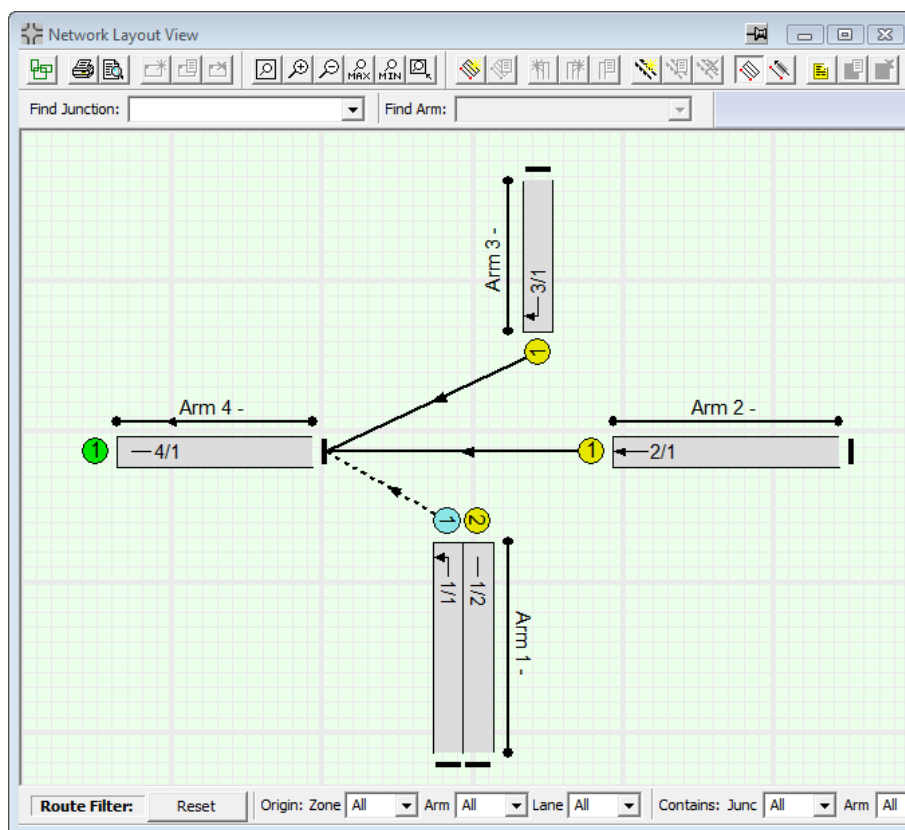 Network Layout View
MAX MIN
Find Junction: Find Arm:
Arm 3 -
3/1
1
Arm 4 -
Arm 2 -
1
4/1
1
2/1
1
2
1/1
1/2
Arm 1 -
Route Filter: Reset Origin: Zone All Arm All Lane All Contains: Junc All Arm All